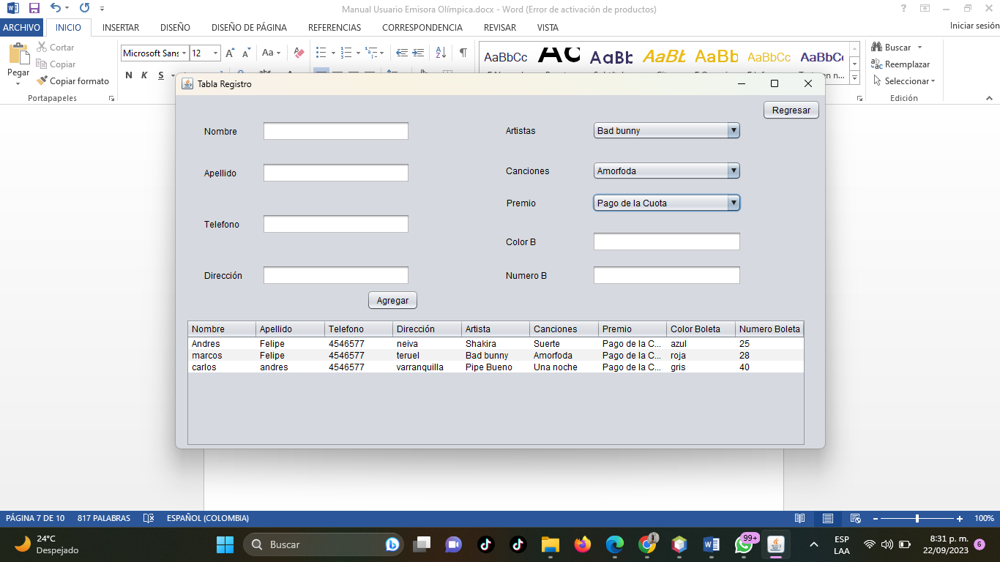 Manual Usuario Emisora Olímpica.docx - Word (Error de activación de productos)
ARCHIVO INICIO INSERTAR DISEÑO DISEÑO DE PÁGINA REFERENCIAS CORRESPONDENCIA REVISAR VISTA Iniciar sesión
Pegar
Cortar
Copiar
Copiar formato
Portapapeles
Microsoft Sans 12
Aa
N K S
AaBbCc AC AaBb AaBb AaBb AaBbCc AaBbCc
Buscar
Reemplazar
Seleccionar
Edición
Tabla Registro
Regresar
Nombre Artistas Bad bunny
Apellido Canciones Amorfoda
Premio Pago de la Cuota
Telefono
Color B
Dirección Numero B
Agregar
Nombre Apellido Telefono Dirección Artista Canciones Premio Color Boleta Numero Boleta
Andres Felipe 4546577 neiva Shakira Suerte Pago de la C... azul 25
marcos Felipe 4546577 teruel Bad bunny Amorfoda Pago de la C... roja 28
carlos andres 4546577 varranquilla Pipe Bueno Una noche Pago de la C... gris 40
PÁGINA 7 DE 10 817 PALABRAS ESPAÑOL (COLOMBIA) 100%
24°C
Despejado
Buscar
99+
ESP
LAA
8:31 p. m.
22/09/2023
6